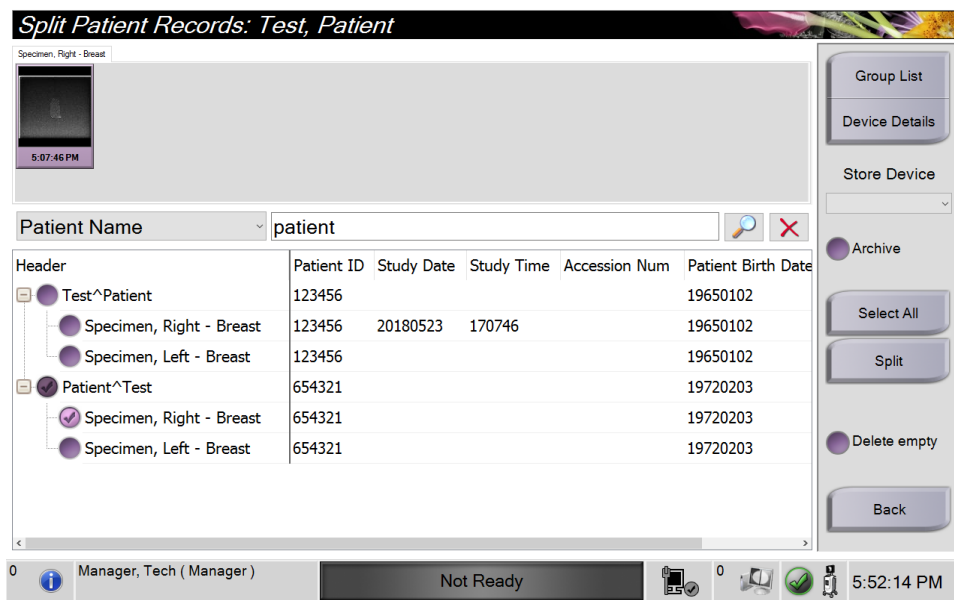 Split Patient Records: Test, Patient
Specimen, Right - Breast
5:07:46 PM
Group List
Device Details
Store Device
Archive
Select All
Split
Delete empty
Back
Patient Name patient
Header Patient ID Study Date Study Time Accession Num Patient Birth Date
Test^Patient 123456 19650102
Specimen, Right - Breast 123456 20180523 170746 19650102
Specimen, Left - Breast 123456 19650102
Patient^Test 654321 19720203
Specimen, Right - Breast 654321 19720203
Specimen, Left - Breast 654321 19720203
0 Manager, Tech ( Manager ) Not Ready 0 5:52:14 PM